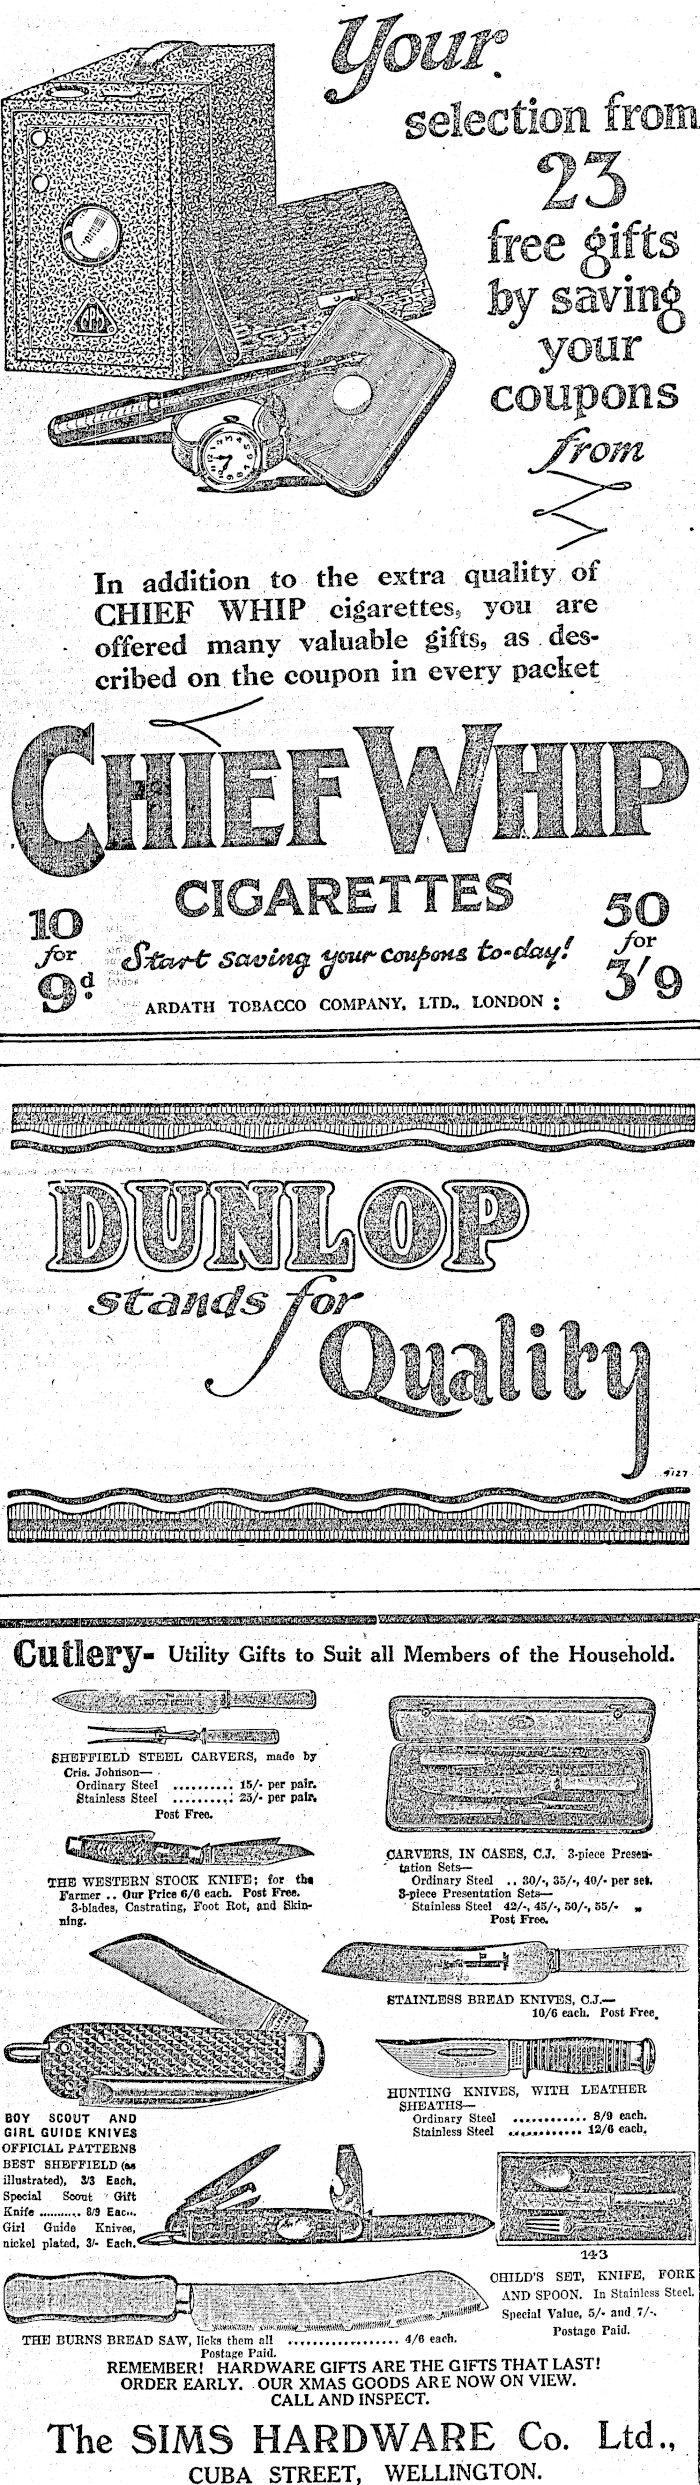 Your
selection from
23
free gifts
by saving
your
coupons
from
In addition to the extra quality of
CHIEF WHIP cigarettes, you are
offered many valuable gifts, as des-
cribed on the coupon in every packet
CHIEF WHIP
CIGARETTES
10
for
9d.
Start saving your coupons to-day!
50
for
3/9
ARDATH TOBACCO COMPANY, LTD., LONDON :
DUNLOP
stands for
Quality
9127
Cutlery- Utility Gifts to Suit all Members of the Household.
SHEFFIELD STEEL CARVERS, made by
Cris. Johnson—
Ordinary Steel .......... 15/- per pair.
Stainless Steel .......... 25/- per pair.
Post Free.
THE WESTERN STOCK KNIFE; for the
Farmer .. Our Price 6/6 each. Post Free.
3-blades, Castrating, Foot Rot, and Skin-
ning.
CARVERS, IN CASES, C.J. 3-piece Presen-
tation Sets—
Ordinary Steel .. 30/-, 35/-, 40/- per set.
3-piece Presentation Sets—
Stainless Steel 42/-, 45/-, 50/-, 55/- „
Post Free.
STAINLESS BREAD KNIVES, C.J.—
10/6 each. Post Free.
HUNTING KNIVES, WITH LEATHER
SHEATHS—
Ordinary Steel ............ 8/9 each.
Stainless Steel ............ 12/6 each.
BOY SCOUT AND
GIRL GUIDE KNIVES
OFFICIAL PATTERNS
BEST SHEFFIELD (as
illustrated), 3/3 Each.
Special Scout Gift
Knife .......... 8/9 Each.
Girl Guide Knives,
nickel plated, 3/- Each.
143
CHILD'S SET, KNIFE, FORK
AND SPOON. In Stainless Steel.
Special Value, 5/- and 7/-.
Postage Paid.
THE BURNS BREAD SAW, licks them all .................. 4/6 each.
Postage Paid.
REMEMBER! HARDWARE GIFTS ARE THE GIFTS THAT LAST!
ORDER EARLY. OUR XMAS GOODS ARE NOW ON VIEW.
CALL AND INSPECT.
The SIMS HARDWARE Co. Ltd.,
CUBA STREET, WELLINGTON.